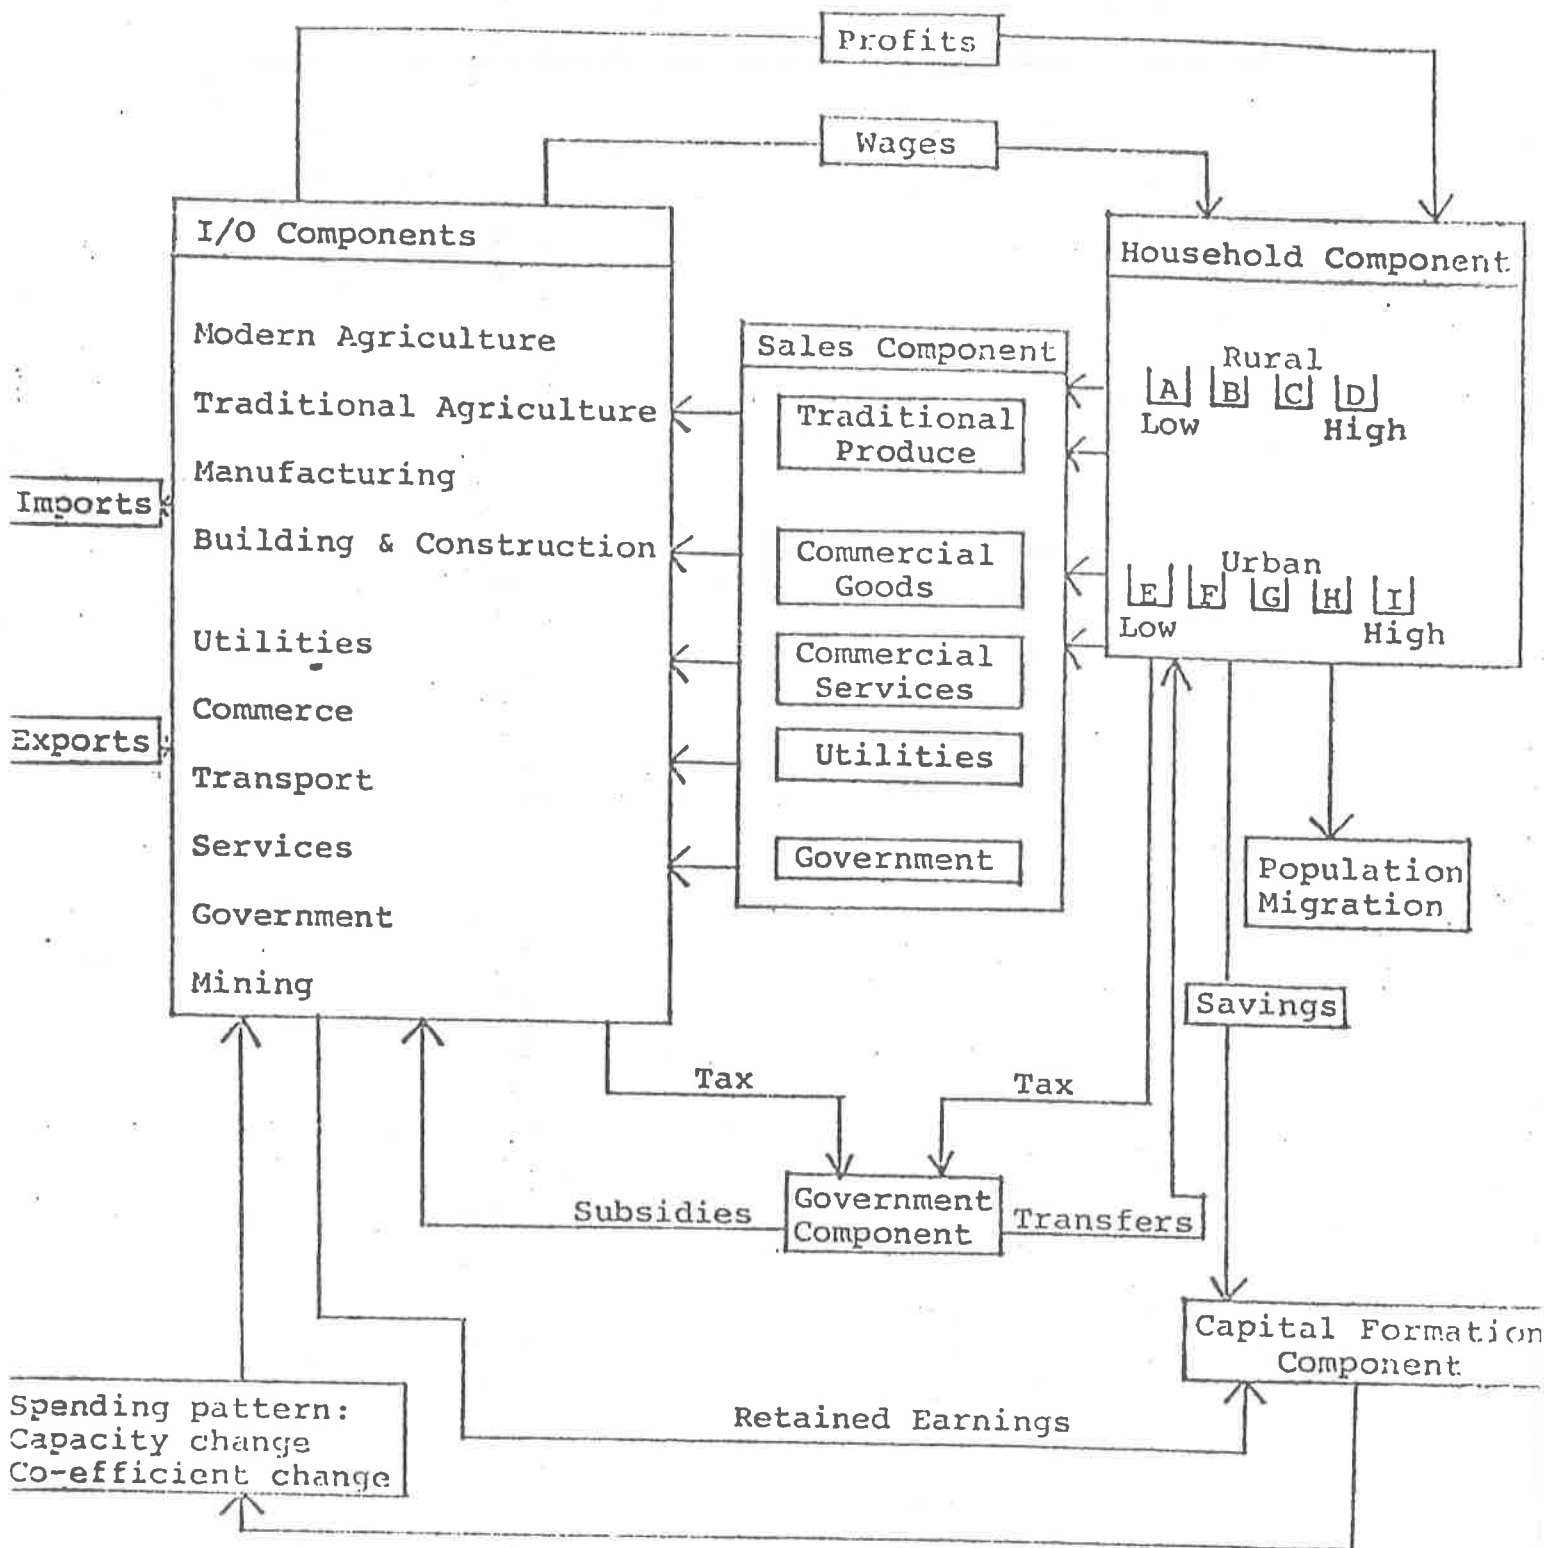 Profits
Wages
I/O Components
Modern Agriculture
Traditional Agriculture
Manufacturing
Building & Construction
Utilities
Commerce
Transport
Services
Government
Mining
Imports
Exports
Sales Component
Traditional
Produce
Commercial
Goods
Commercial
Services
Utilities
Government
Household Component
Rural
A B C D
Low High
Urban
E F G H I
Low High
Population
Migration
Savings
Tax
Tax
Subsidies
Government
Component
Transfers
Capital Formation
Component
Retained Earnings
Spending pattern:
Capacity change
Co-efficient change